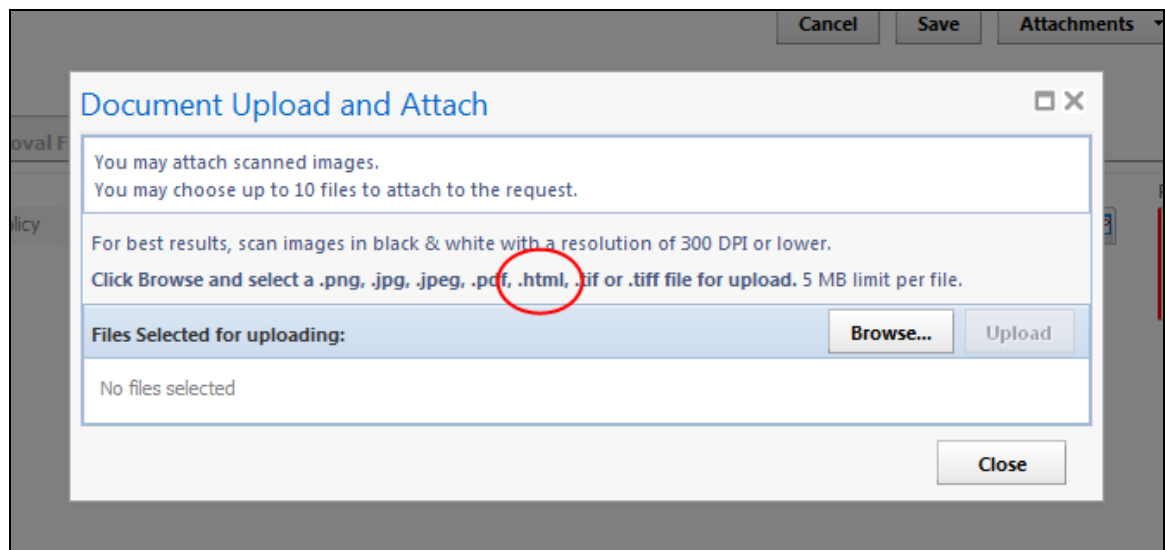 Cancel Save Attachments
Document Upload and Attach
oval F
You may attach scanned images.
You may choose up to 10 files to attach to the request.
licy
For best results, scan images in black & white with a resolution of 300 DPI or lower.
Click Browse and select a .png, .jpg, .jpeg, .pdf, .html, .tif or .tiff file for upload. 5 MB limit per file.
Files Selected for uploading: Browse... Upload
No files selected
Close